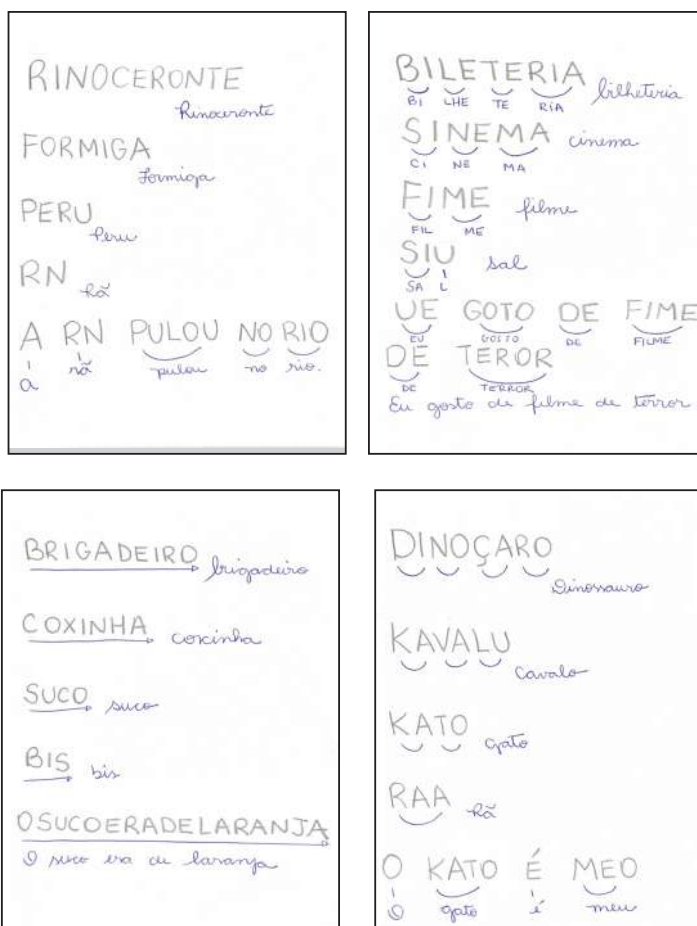 RINOCERONTE
Rinoceronte
FORMIGA
Formiga
PERU
Peru
RN
Rã
A RN PULOU NO RIO
A rã pulou no rio.
BILETERIA bilheteria
BI LHE TE RIA
SINEMA cinema
CI NE MA
FIME filme
FIL ME
SIU sal
SA L
UE GOTO DE FIME
EU GOSTO DE FILME
DE TEROR
DE TERROR
Eu gosto de filme de terror
BRIGADEIRO brigadeiro
COXINHA coxinha
SUCO suco
BIS bis
OSUCOERADELARANJA
O suco era de laranja
DINOÇARO
Dinossauro
KAVALU
Cavalo
KATO gato
RAA Rã
O KATO É MEO
O gato é meu